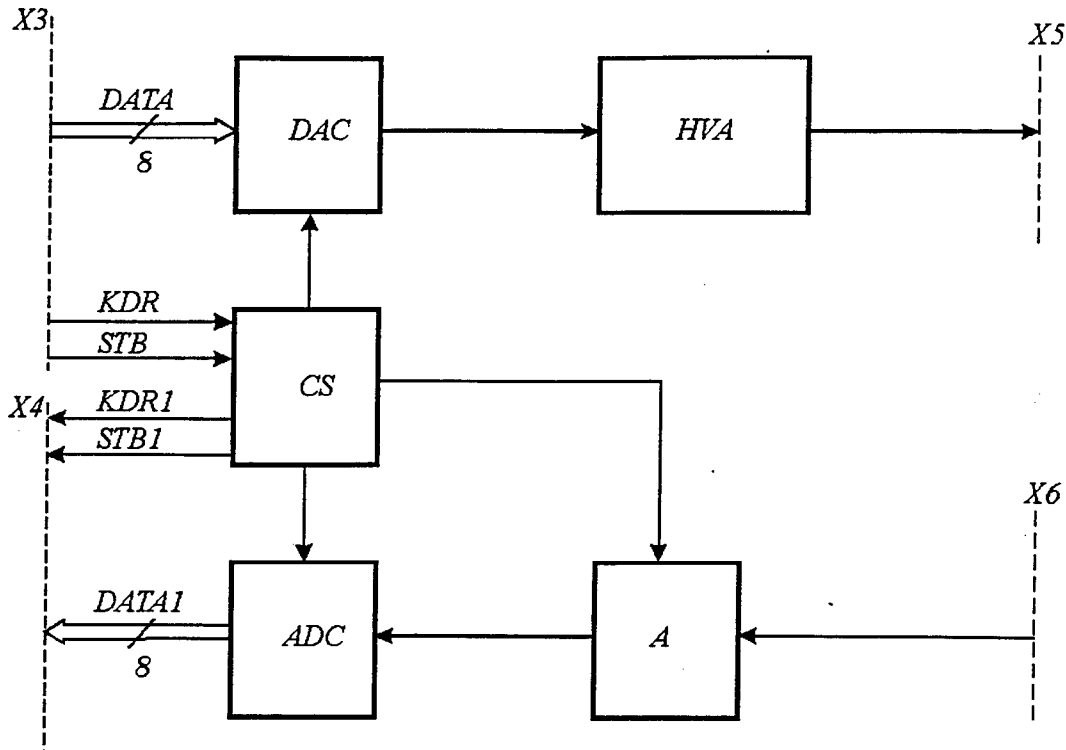 X3
X5
DATA
8
DAC
HVA
KDR
STB
CS
X4
KDR1
STB1
X6
DATA1
8
ADC
A